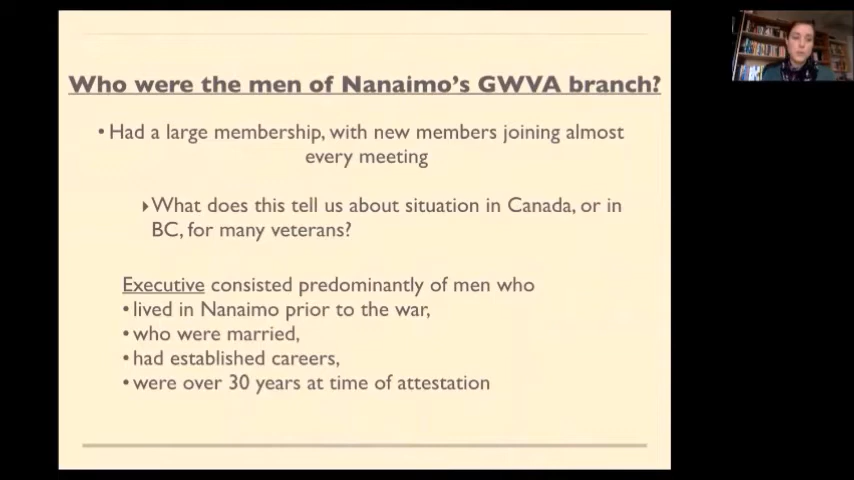 Who were the men of Nanaimo's GWVA branch?
• Had a large membership, with new members joining almost
every meeting
‣What does this tell us about situation in Canada, or in
BC, for many veterans?
Executive consisted predominantly of men who
• lived in Nanaimo prior to the war,
• who were married,
• had established careers,
• were over 30 years at time of attestation